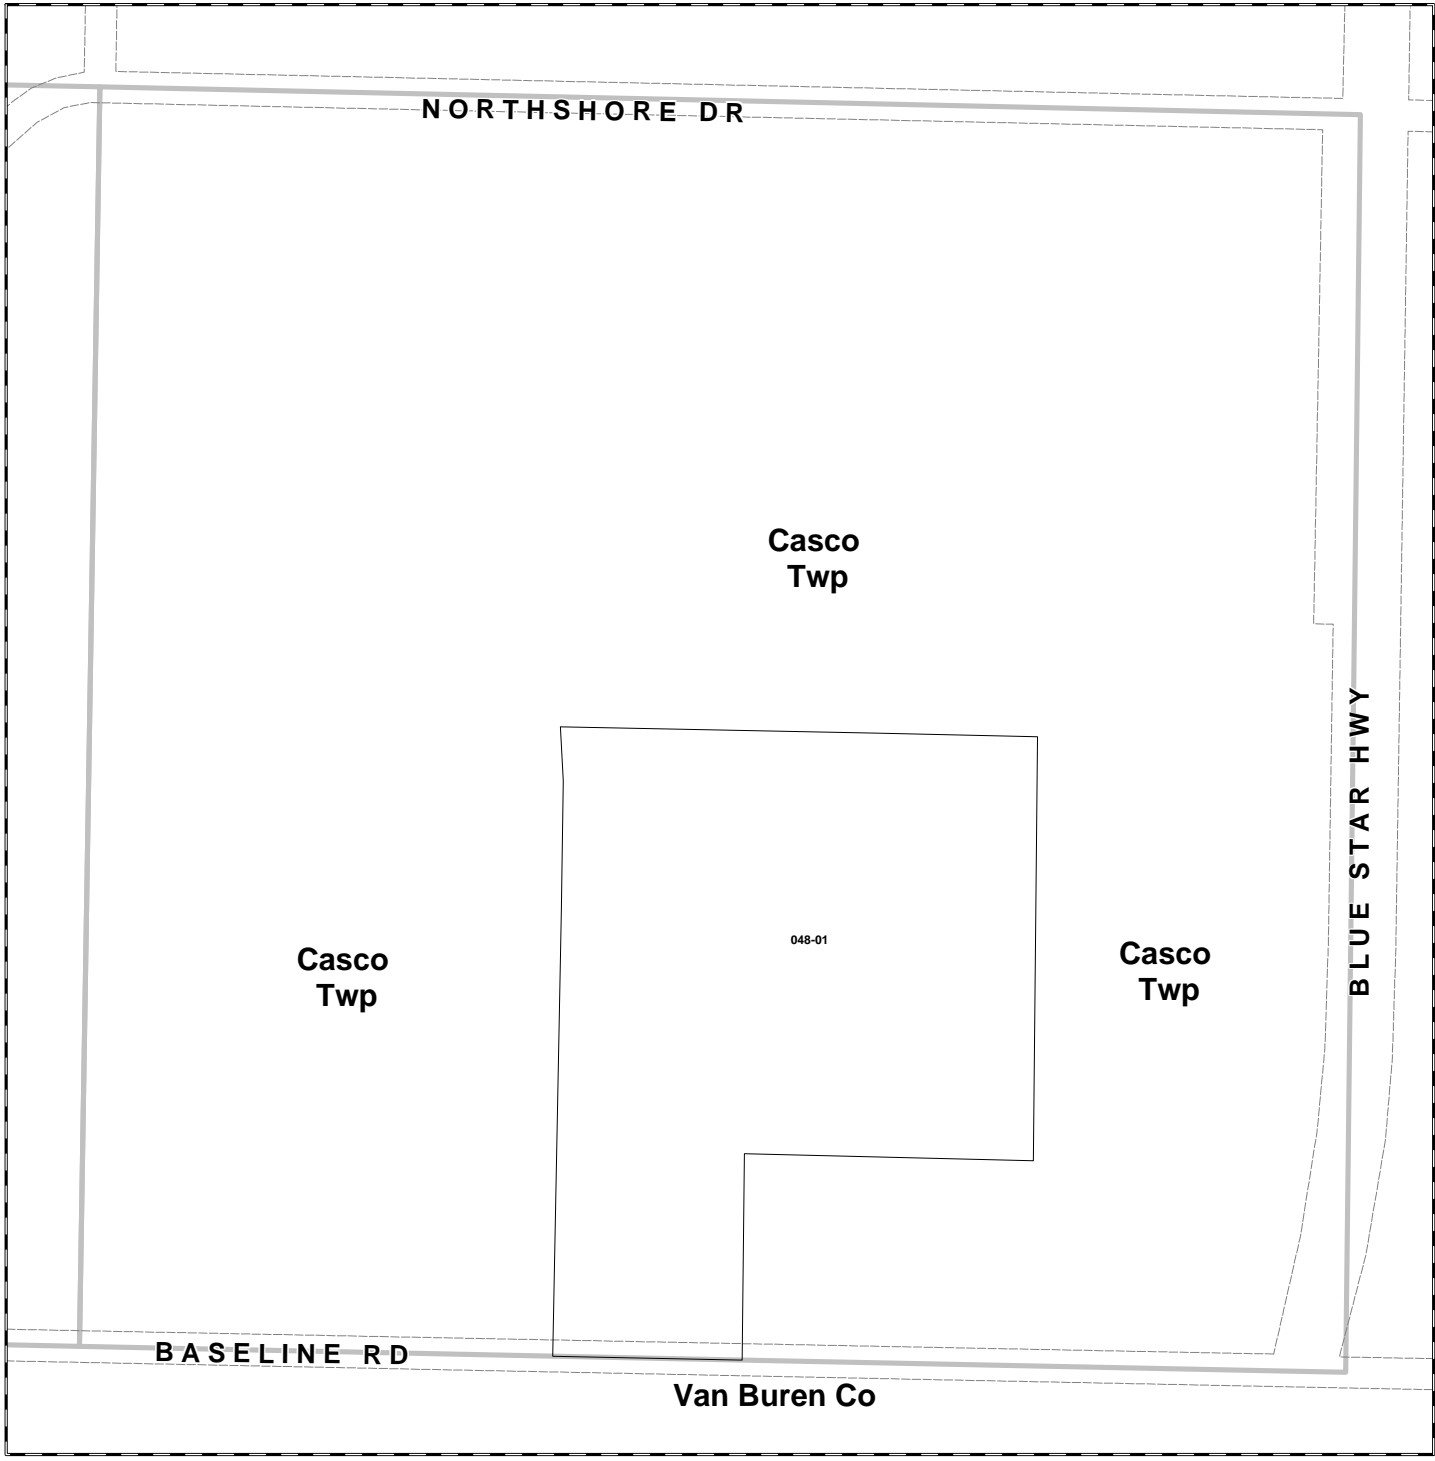 NORTHSHORE DR
Casco
Twp
BLUE STAR HWY
048-01
Casco
Twp
Casco
Twp
BASELINE RD
Van Buren Co